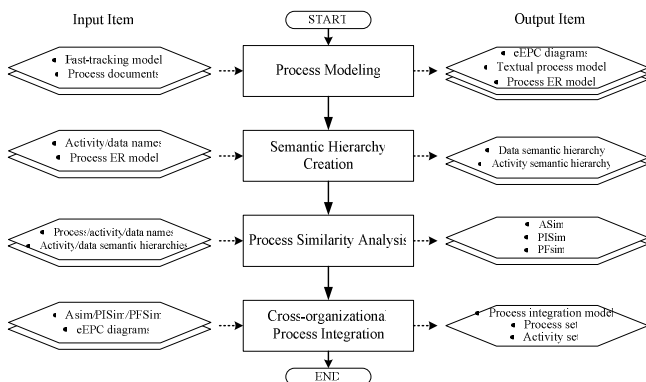 Input Item
START
Output Item
• Fast-tracking model
• Process documents
Process Modeling
• eEPC diagrams
• Textual process model
• Process ER model
• Activity/data names
• Process ER model
Semantic Hierarchy
Creation
• Data semantic hierarchy
• Activity semantic hierarchy
• Process/activity/data names
• Activity/data semantic hierarchies
Process Similarity Analysis
• ASim
• PISim
• PFsim
• Asim/PISim/PFSim
• eEPC diagrams
Cross-organizational
Process Integration
• Process integration model
• Process set
• Activity set
END